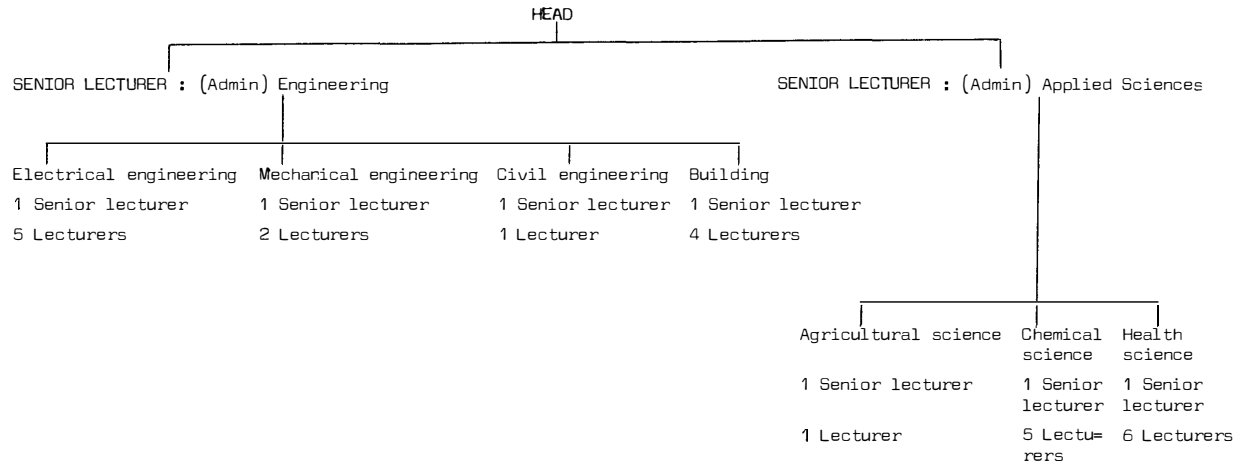 HEAD
SENIOR LECTURER : (Admin) Engineering
SENIOR LECTURER : (Admin) Applied Sciences
Electrical engineering
1 Senior lecturer
5 Lecturers
Mechanical engineering
1 Senior lecturer
2 Lecturers
Civil engineering
1 Senior lecturer
1 Lecturer
Building
1 Senior lecturer
4 Lecturers
Agricultural science
1 Senior lecturer
1 Lecturer
Chemical
science
1 Senior
lecturer
5 Lectu=
rers
Health
science
1 Senior
lecturer
6 Lecturers